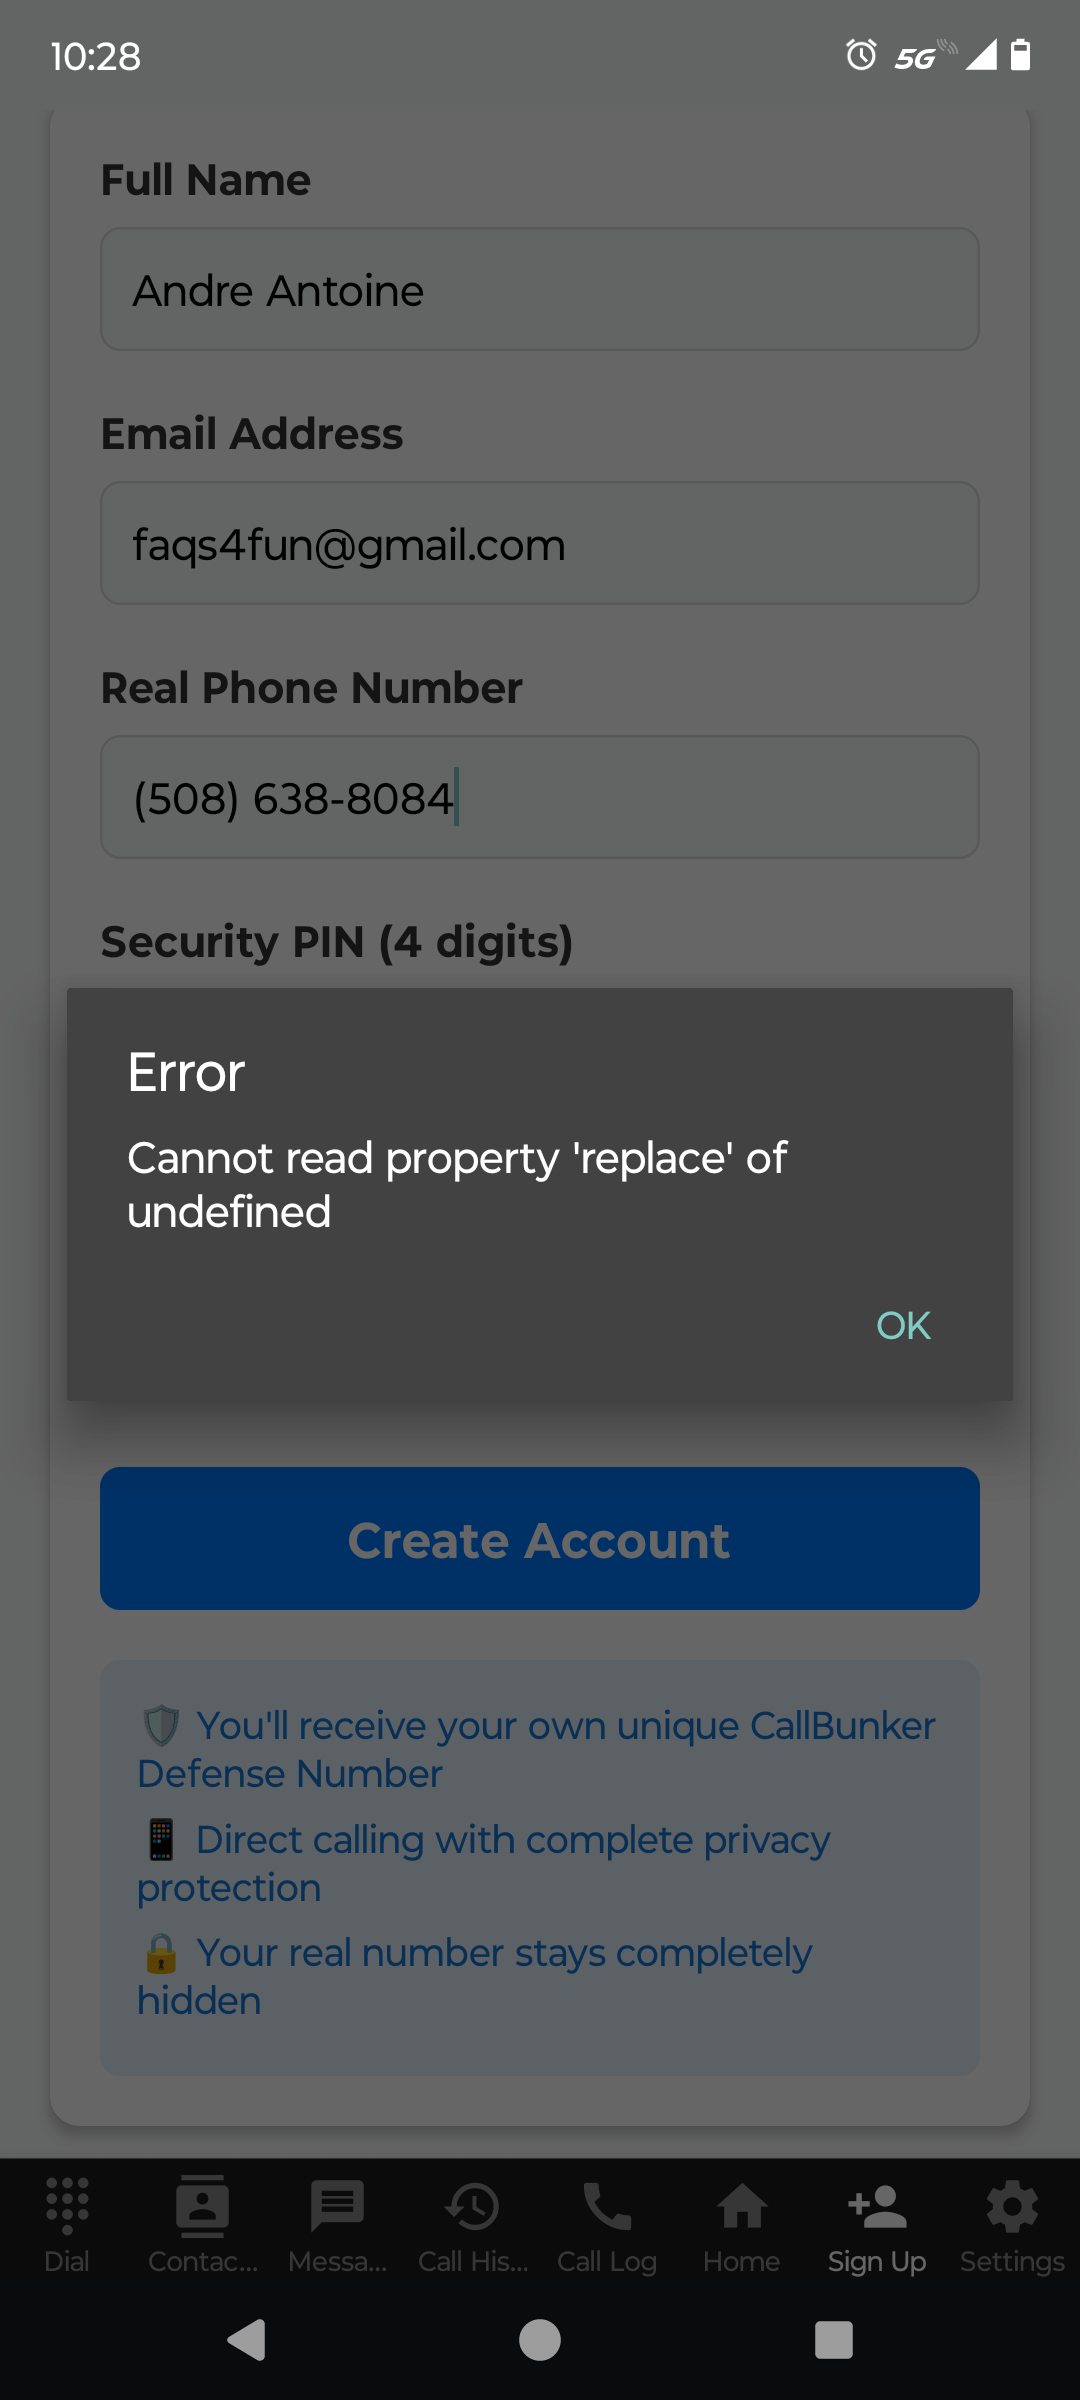 10:28
5G
Full Name
Andre Antoine
Email Address
faqs4fun@gmail.com
Real Phone Number
(508) 638-8084
Security PIN (4 digits)
Error
Cannot read property 'replace' of
undefined
OK
Create Account
🛡️ You'll receive your own unique CallBunker
Defense Number
📱 Direct calling with complete privacy
protection
🔒 Your real number stays completely
hidden
Dial
Contac...
Messa...
Call His...
Call Log
Home
Sign Up
Settings